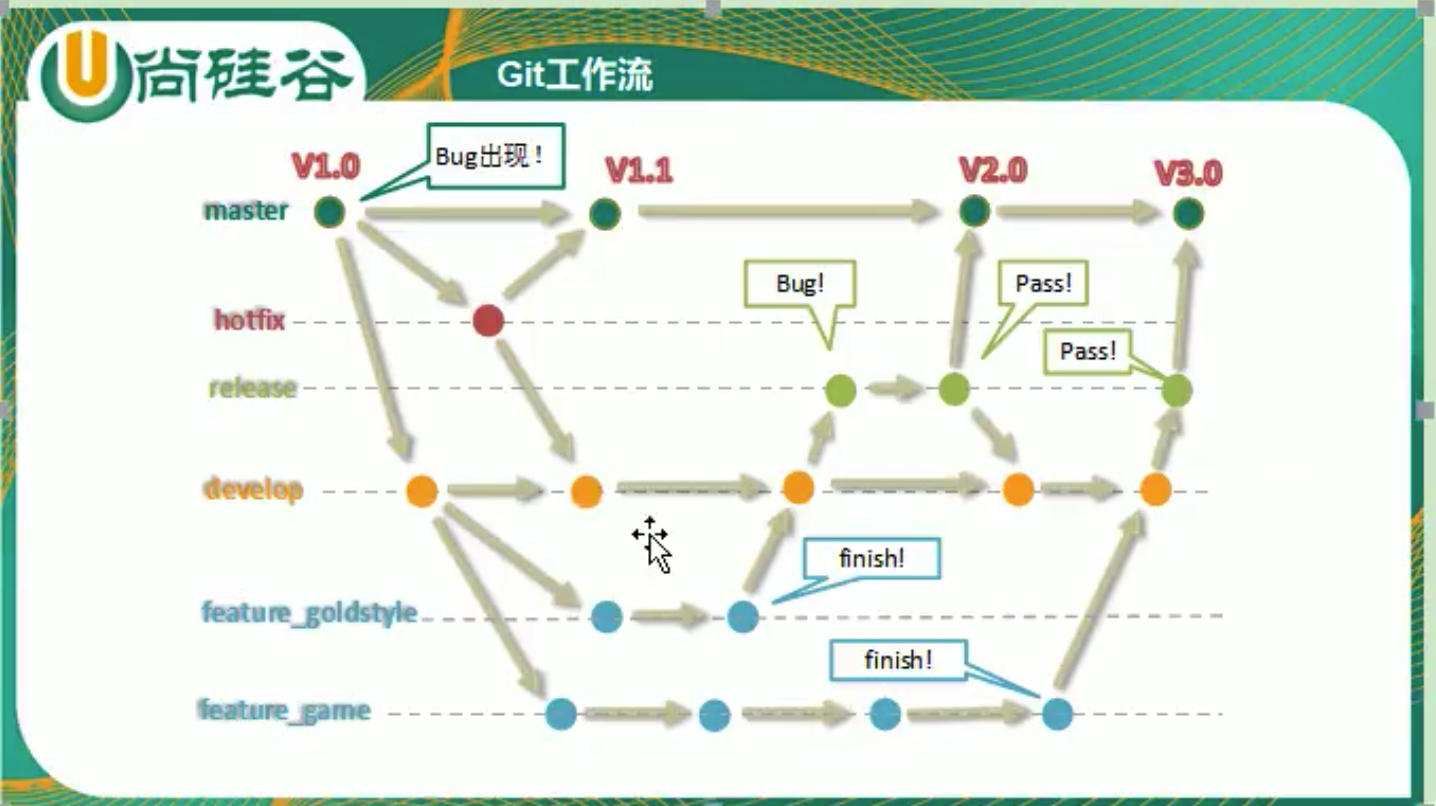 尚硅谷
Git工作流
Bug出现！
V1.0
V1.1
V2.0
V3.0
master
Bug!
Pass!
hotfix
Pass!
release
develop
finish!
feature_goldstyle
finish!
feature_game